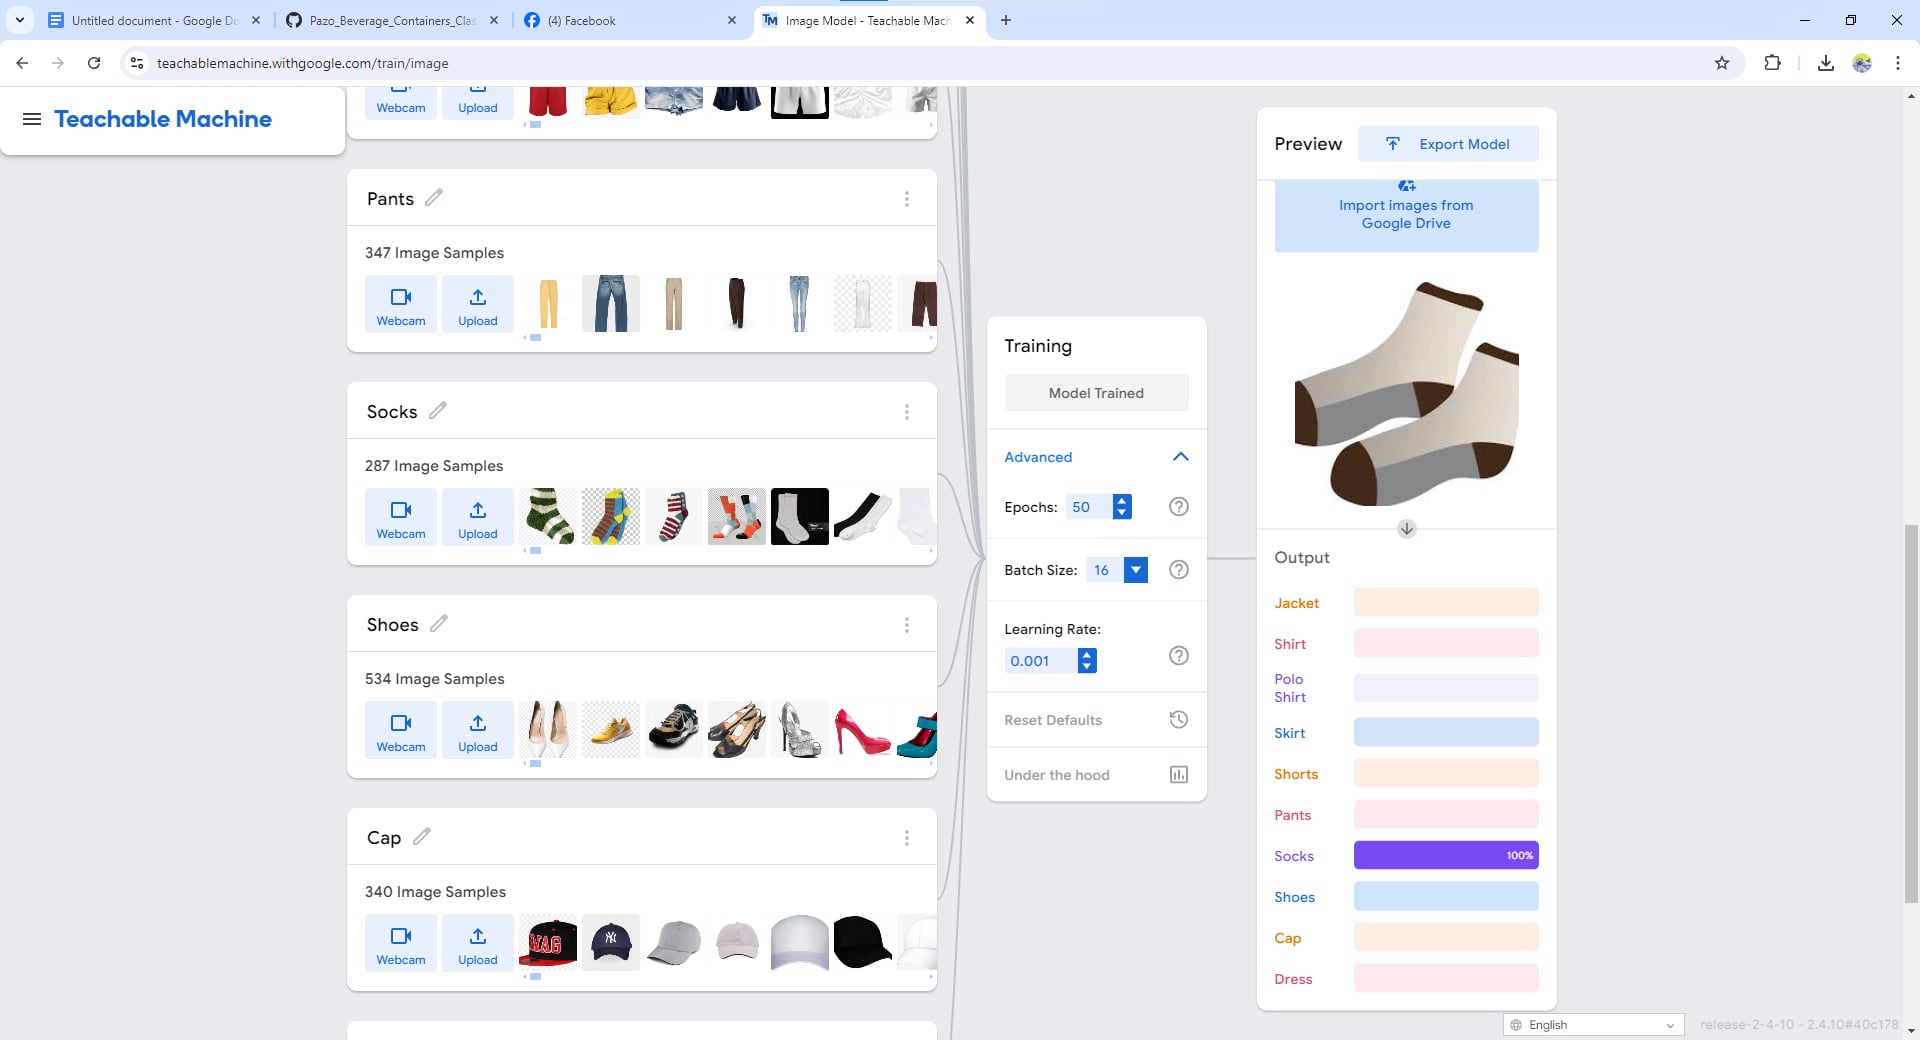 Untitled document - Google Do
Pazo_Beverage_Containers_Clas
(4) Facebook
TM
Image Model - Teachable Mach
teachablemachine.withgoogle.com/train/image
Teachable Machine
Webcam
Upload
Pants
347 Image Samples
Webcam
Upload
Socks
287 Image Samples
Webcam
Upload
Shoes
534 Image Samples
Webcam
Upload
Cap
340 Image Samples
Webcam
Upload
Training
Model Trained
Advanced
Epochs:
50
Batch Size:
16
Learning Rate:
0.001
Reset Defaults
Under the hood
Preview
Export Model
Import images from
Google Drive
Output
Jacket
Shirt
Polo
Shirt
Skirt
Shorts
Pants
Socks
100%
Shoes
Cap
Dress
English
release-2-4-10 - 2.4.10#40c178